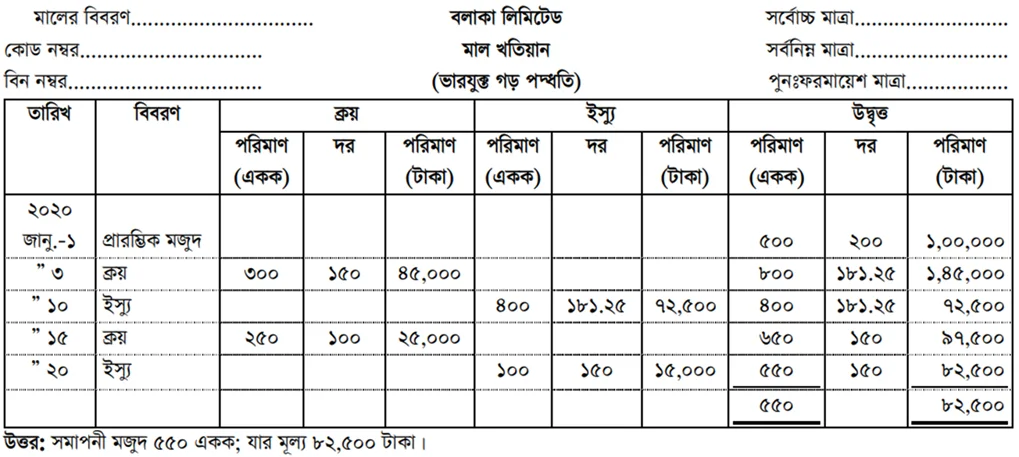 মালের বিবরণ................................ বলাকা লিমিটেড সর্বোচ্চ মাত্রা...........................
কোড নম্বর.................................... মাল খতিয়ান সর্বনিম্ন মাত্রা...........................
বিন নম্বর...................................... (ভারযুক্ত গড় পদ্ধতি) পুনঃফরমায়েশ মাত্রা..................
তারিখ বিবরণ ক্রয় ইস্যু উদ্বৃত্ত
পরিমাণ দর পরিমাণ পরিমাণ দর পরিমাণ পরিমাণ দর পরিমাণ
(একক) (টাকা) (একক) (টাকা) (একক) (টাকা)
২০২০
জানু.-১ প্রারম্ভিক মজুদ ৫০০ ২০০ ১,০০,০০০
” ৩ ক্রয় ৩০০ ১৫০ ৪৫,০০০ ৮০০ ১৮১.২৫ ১,৪৫,০০০
” ১০ ইস্যু ৪০০ ১৮১.২৫ ৭২,৫০০ ৪০০ ১৮১.২৫ ৭২,৫০০
” ১৫ ক্রয় ২৫০ ১০০ ২৫,০০০ ৬৫০ ১৫০ ৯৭,৫০০
” ২০ ইস্যু ১০০ ১৫০ ১৫,০০০ ৫৫০ ১৫০ ৮২,৫০০
৫৫০ ৮২,৫০০
উত্তর: সমাপনী মজুদ ৫৫০ একক; যার মূল্য ৮২,৫০০ টাকা।